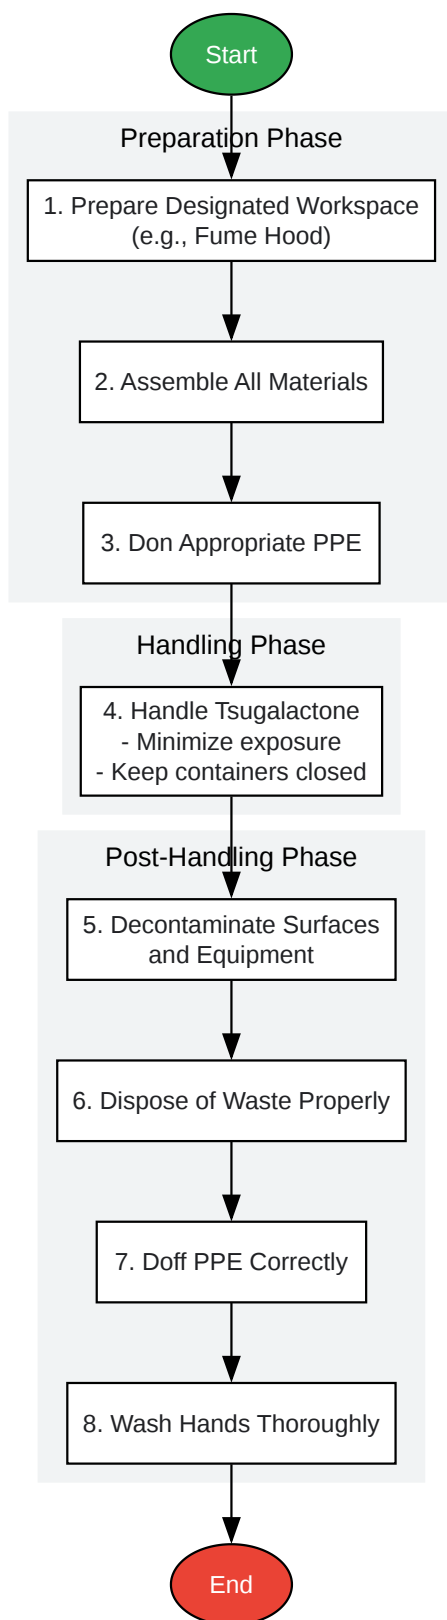 Start
Preparation Phase
1. Prepare Designated Workspace
(e.g., Fume Hood)
2. Assemble All Materials
3. Don Appropriate PPE
Handling Phase
4. Handle Tsugalactone
- Minimize exposure
- Keep containers closed
Post-Handling Phase
5. Decontaminate Surfaces
and Equipment
6. Dispose of Waste Properly
7. Doff PPE Correctly
8. Wash Hands Thoroughly
End